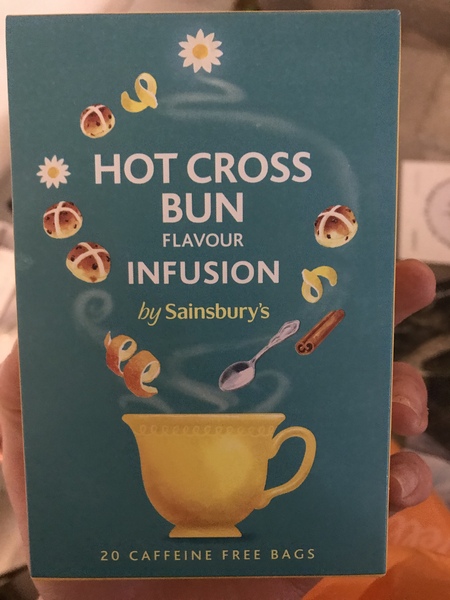 HOT CROSS
BUN
FLAVOUR
INFUSION
by Sainsbury's
20 CAFFEINE FREE BAGS